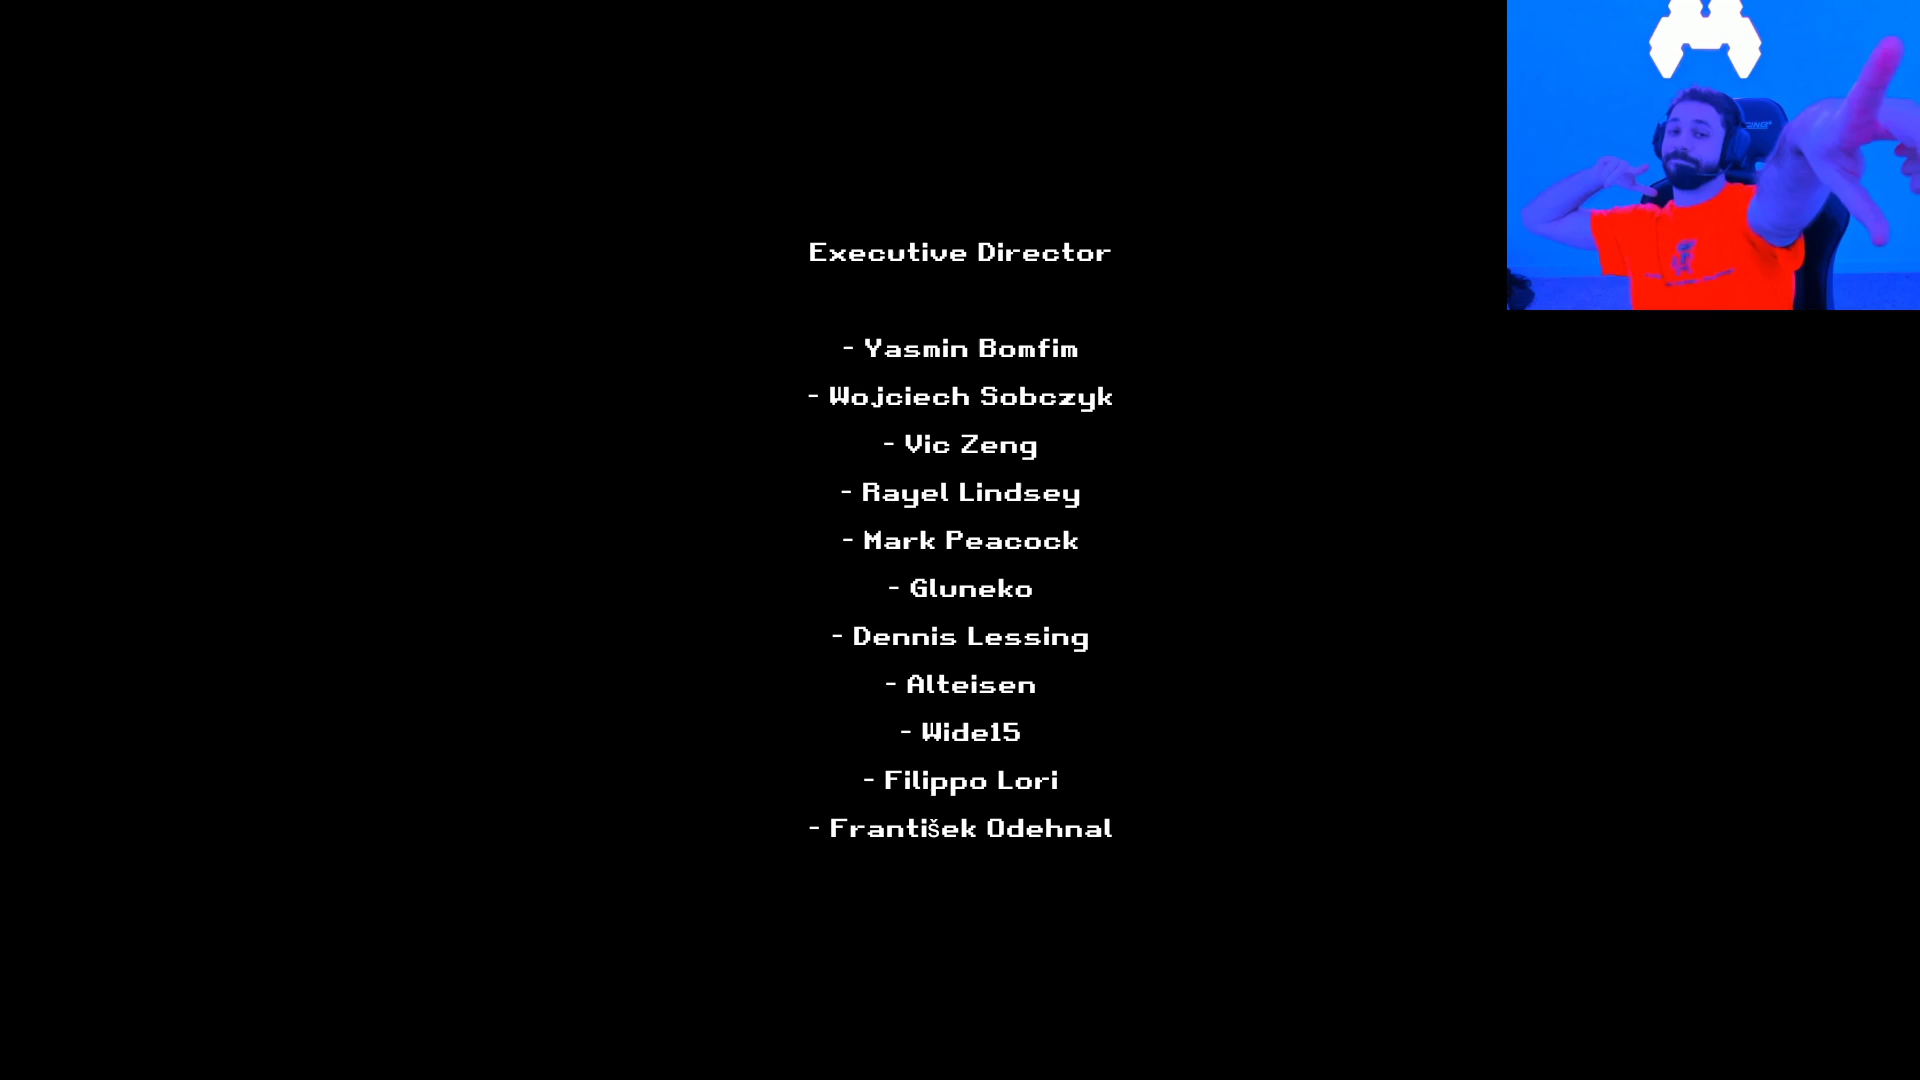 Executive Director
- Yasmin Bomfim
- Wojciech Sobczyk
- Vic Zeng
- Rayel Lindsey
- Mark Peacock
- Gluneko
- Dennis Lessing
- Alteisen
- Wide15
- Filippo Lori
- František Odehnal